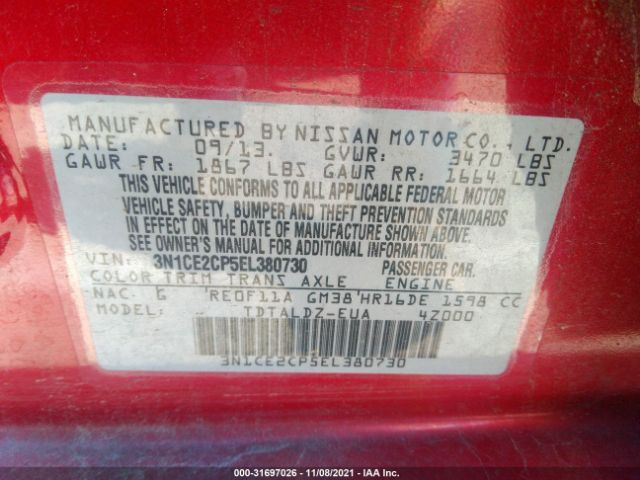 MANUFACTURED BY NISSAN MOTOR CO., LTD.
DATE: 09/13. GVWR: 3470 LBS
GAWR FR: 1867 LBS GAWR RR: 1664 LBS
THIS VEHICLE CONFORMS TO ALL APPLICABLE FEDERAL MOTOR
VEHICLE SAFETY, BUMPER AND THEFT PREVENTION STANDARDS
IN EFFECT ON THE DATE OF MANUFACTURE SHOWN ABOVE.
SEE OWNER'S MANUAL FOR ADDITIONAL INFORMATION.
VIN: 3N1CE2CP5EL380730 PASSENGER CAR.
COLOR TRIM TRANS AXLE ENGINE
NAC G RE0F11A GM38 HR16DE 1598 CC
TDTALDZ-EUA 4Z000
3N1CE2CP5EL380730
000-31697026 - 11/08/2021 - IAA Inc.